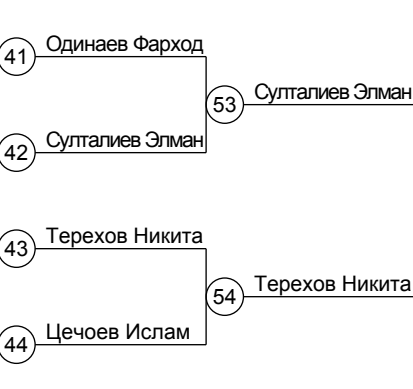 Одинаев Фарход
41
Султалиев Элман
53
Султалиев Элман
42
Терехов Никита
43
Терехов Никита
54
Цечоев Ислам
44